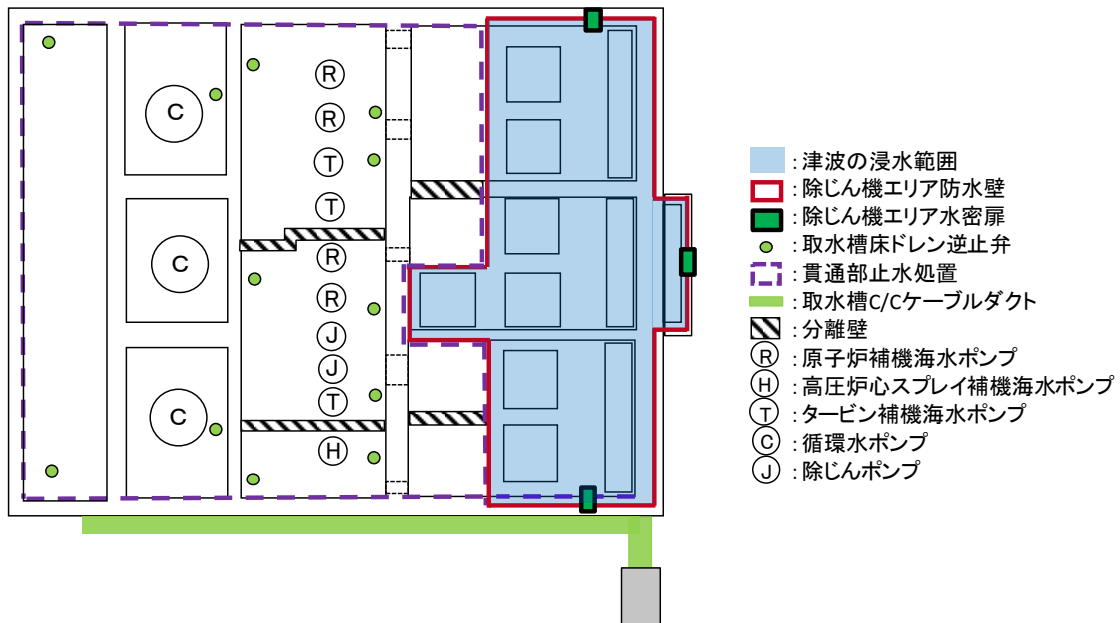 C
C
C
R
R
T
T
R
R
J
J
T
H
：津波の浸水範囲
：除じん機エリア防水壁
：除じん機エリア水密扉
：取水槽床ドレン逆止弁
：貫通部止水処置
：取水槽C/Cケーブルダクト
：分離壁
R ：原子炉補機海水ポンプ
H ：高圧炉心スプレイ補機海水ポンプ
T ：タービン補機海水ポンプ
C ：循環水ポンプ
J ：除じんポンプ